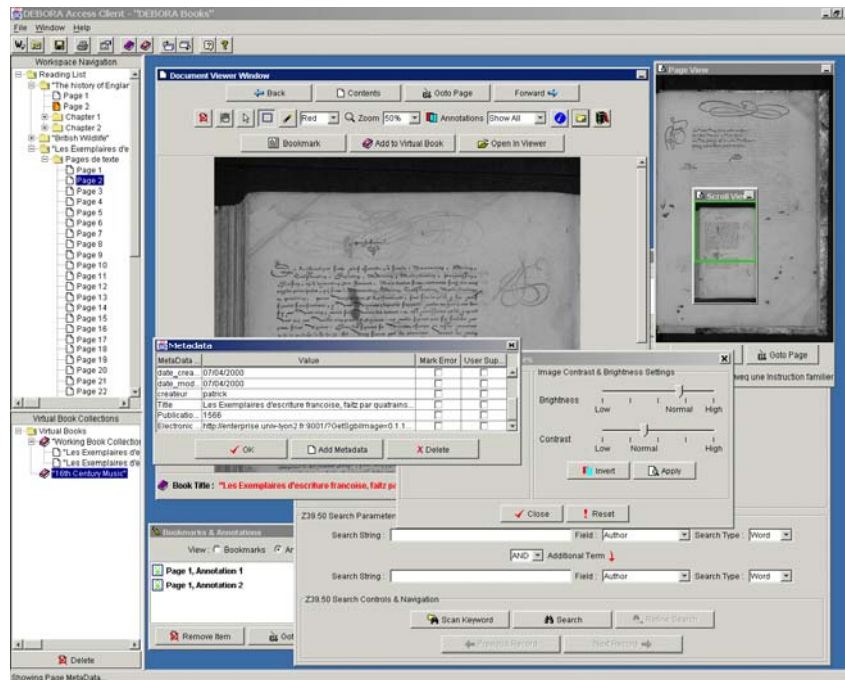 DEBORA Access Client - "DEBORA Books"
File Window Help
Workspace Navigation
Reading List
"The history of Englar
Page 1
Page 2
Chapter 1
Chapter 2
"British Wildlife"
"Les Exemplaires d'e
Pages de texte
Page 1
Page 2
Page 3
Page 4
Page 5
Page 6
Page 7
Page 8
Page 9
Page 10
Page 11
Page 12
Page 13
Page 14
Page 15
Page 16
Page 17
Page 18
Page 19
Page 20
Page 21
Page 22
Virtual Book Collections
Virtual Books
"Working Book Collection
"Les Exemplaires d'e
"Les Exemplaires d'e
"16th Century Music"
Delete
Showing Page MetaData...
Document Viewer Window
Back Contents Goto Page Forward
Red Zoom 50% Annotations Show All
Bookmark Add to Virtual Book Open In Viewer
Book Title : "Les Exemplaires d'escriture francoise, faitz pa
Page View
Scroll View
Goto Page
weq une Instruction familier
Metadata
MetaData ... Value Mark Error User Sup...
date_crea... 07/04/2000
date_mod... 07/04/2000
createur patrick
Title Les Exemplaires d'escriture francoise, faitz par quatrains...
Publicatio... 1566
Electronic ... http://enterprise.univ-lyon2.fr:9001/?GetSgbiImage=0.1.1...
OK Add Metadata Delete
Image Contrast & Brightness Settings
Brightness
Low Normal High
Contrast
Low Normal High
Invert Apply
Close Reset
Bookmarks & Annotations
View : Bookmarks Ar
Page 1, Annotation 1
Page 1, Annotation 2
Remove Item Got
Z39.50 Search Parameter
Search String : Field : Author Search Type : Word
AND Additional Term
Search String : Field : Author Search Type : Word
Z39.50 Search Controls & Navigation
Scan Keyword Search Refine Search
Previous Record Next Record